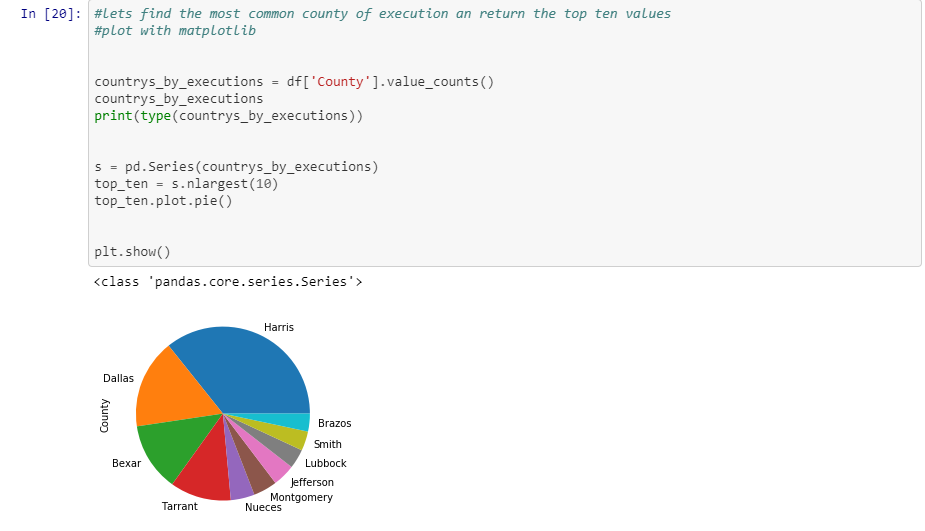 In [20]: #Lets find the most common county of execution an return the top ten values
#plot with matplotlib
countrys_by_executions = df['County'].value_counts()
countrys_by_executions
print(type(countrys_by_executions))
s = pd.Series(countrys_by_executions)
top_ten = s.nlargest(10)
top_ten.plot.pie()
plt.show()
<class 'pandas.core.series.Series'>
Harris
Dallas
County
Brazos
Smith
Bexar
Lubbock
Jefferson
Montgomery
Tarrant
Nueces